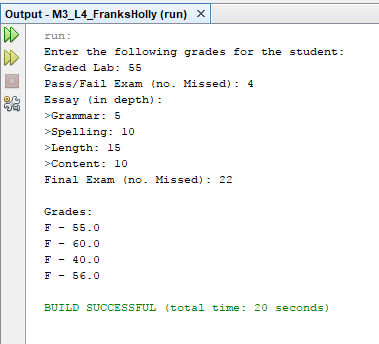 Output - M3_L4_FranksHolly (run) ×
run:
Enter the following grades for the student:
Graded Lab: 55
Pass/Fail Exam (no. Missed): 4
Essay (in depth):
>Grammar: 5
>Spelling: 10
>Length: 15
>Content: 10
Final Exam (no. Missed): 22

Grades:
F - 55.0
F - 60.0
F - 40.0
F - 56.0

BUILD SUCCESSFUL (total time: 20 seconds)